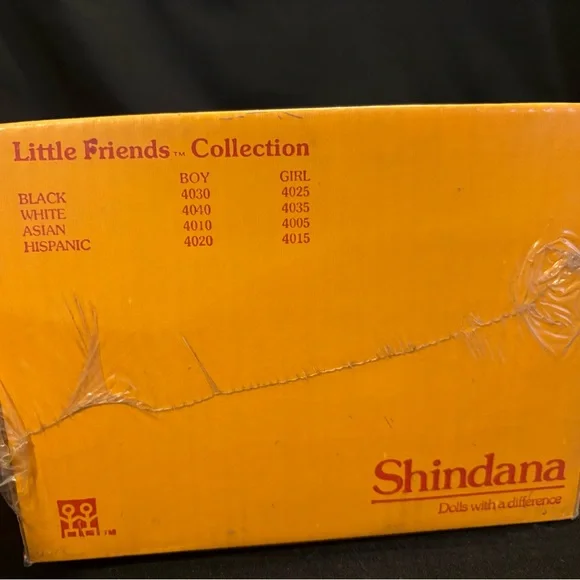 Little Friends™ Collection
BOY GIRL
BLACK 4030 4025
WHITE 4040 4035
ASIAN 4010 4005
HISPANIC 4020 4015
Shindana
Dolls with a difference
TM